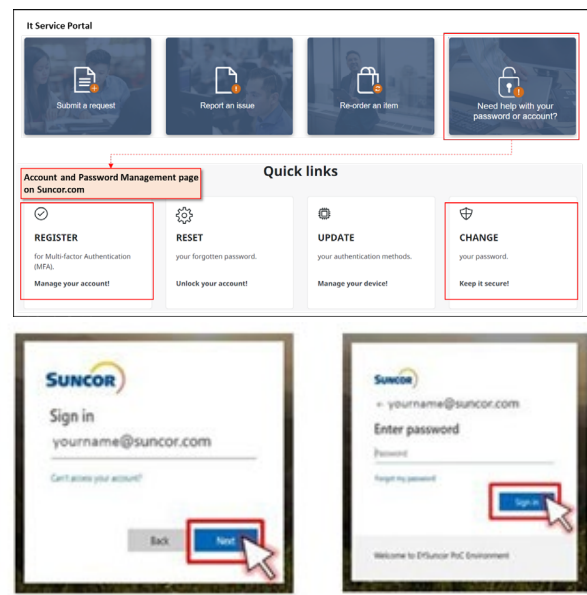 It Service Portal
Submit a request
Report an issue
Re-order an item
Need help with your
password or account?
Account and Password Management page
on Suncor.com
Quick links
REGISTER
for Multi-factor Authentication
(MFA).
Manage your account!
RESET
your forgotten password.
Unlock your account!
UPDATE
your authentication methods.
Manage your device!
CHANGE
your password.
Keep it secure!
SUNCOR
Sign in
yourname@suncor.com
Can't access your account?
Back
Next
SUNCOR
← yourname@suncor.com
Enter password
Password
Forgot my password
Sign in
Welcome to EYSuncor PoC Environment